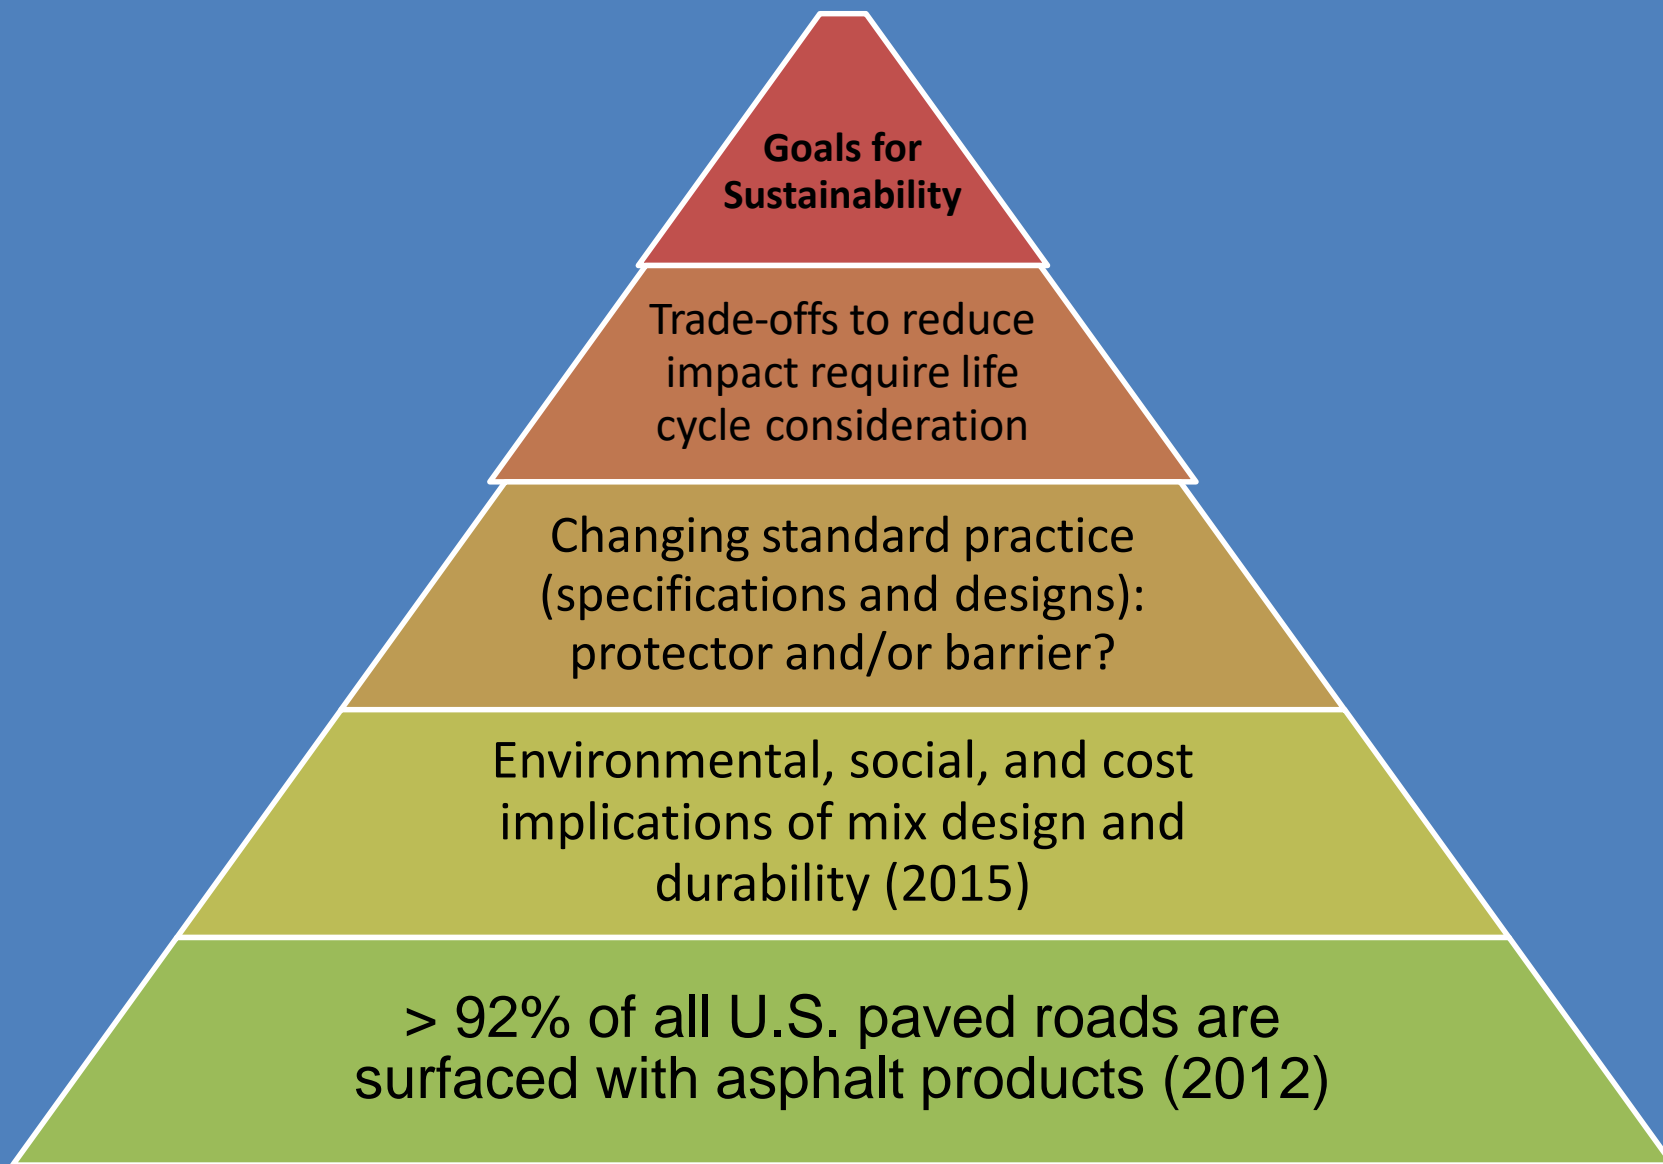 Goals for
Sustainability
Trade-offs to reduce
impact require life
cycle consideration
Changing standard practice
(specifications and designs):
protector and/or barrier?
Environmental, social, and cost
implications of mix design and
durability (2015)
> 92% of all U.S. paved roads are
surfaced with asphalt products (2012)